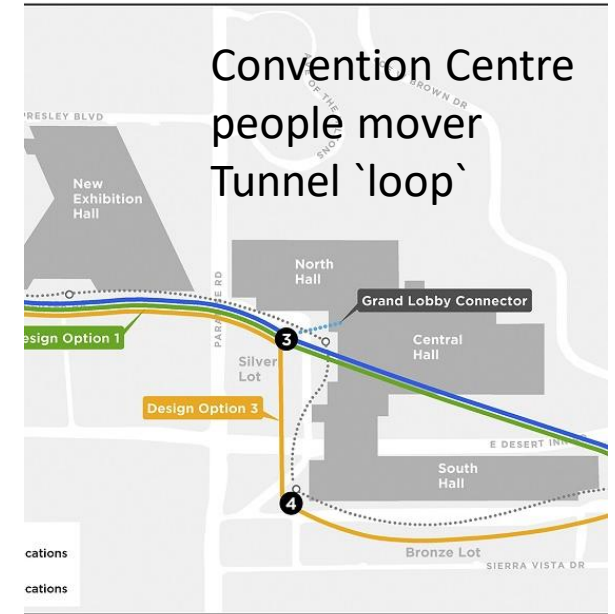 Convention Centre
people mover
Tunnel `loop`
BROWN DR
PRESLEY BLVD
New
Exhibition
Hall
PARADISE RD
North
Hall
Grand Lobby Connector
3
Central
Hall
esign Option 1
Silver
Lot
Design Option 3
E DESERT INN
South
Hall
4
Bronze Lot
SIERRA VISTA DR
cations
cations